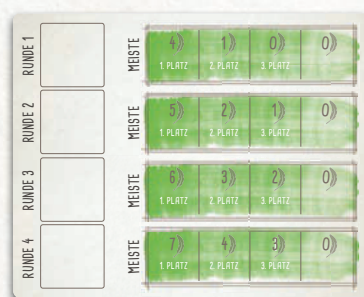 RUNDE 1
MEISTE
4 1 0 0
1. PLATZ 2. PLATZ 3. PLATZ
RUNDE 2
MEISTE
5 2 1 0
1. PLATZ 2. PLATZ 3. PLATZ
RUNDE 3
MEISTE
6 3 2 0
1. PLATZ 2. PLATZ 3. PLATZ
RUNDE 4
MEISTE
7 4 3 0
1. PLATZ 2. PLATZ 3. PLATZ